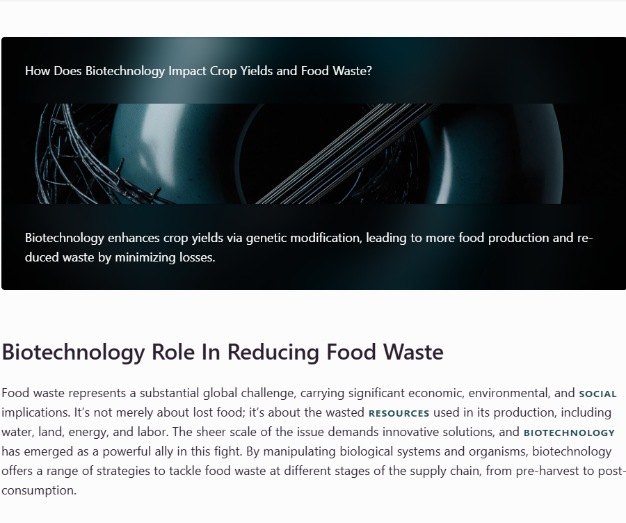 How Does Biotechnology Impact Crop Yields and Food Waste?
Biotechnology enhances crop yields via genetic modification, leading to more food production and re-
duced waste by minimizing losses.
Biotechnology Role In Reducing Food Waste
Food waste represents a substantial global challenge, carrying significant economic, environmental, and SOCIAL
implications. It’s not merely about lost food; it’s about the wasted RESOURCES used in its production, including
water, land, energy, and labor. The sheer scale of the issue demands innovative solutions, and BIOTECHNOLOGY
has emerged as a powerful ally in this fight. By manipulating biological systems and organisms, biotechnology
offers a range of strategies to tackle food waste at different stages of the supply chain, from pre-harvest to post-
consumption.